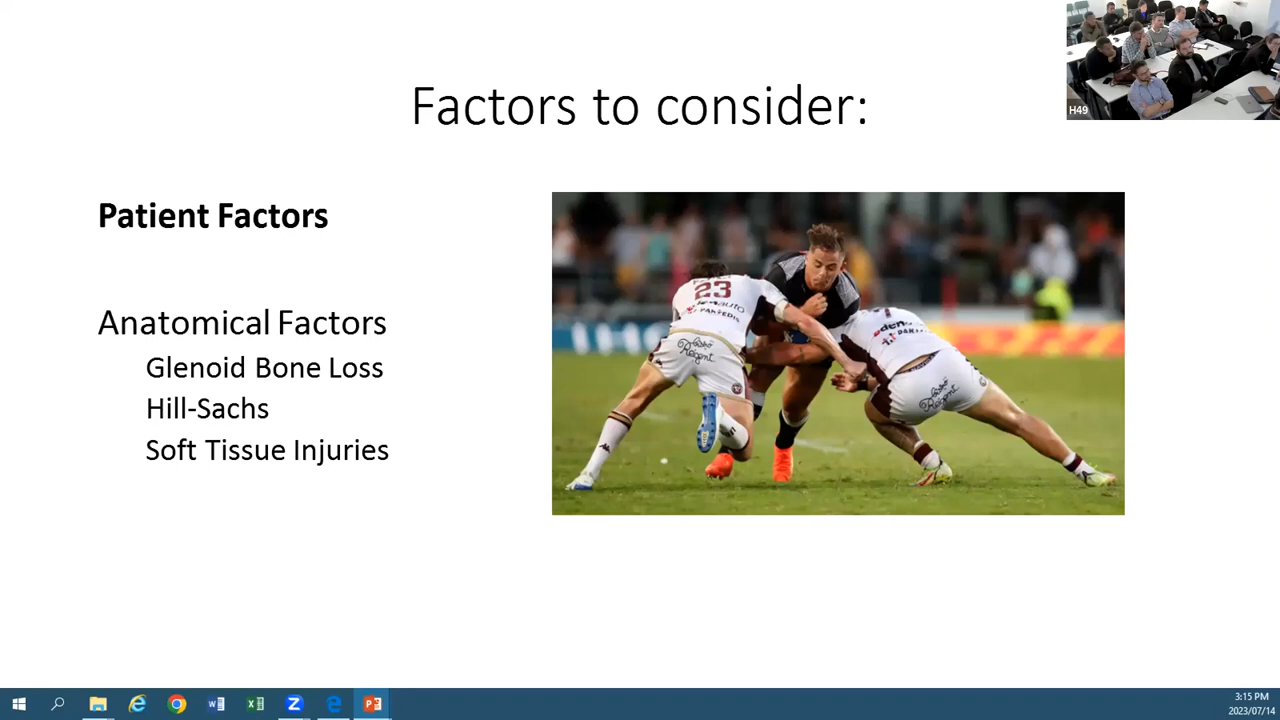 H49
Factors to consider:
Patient Factors
Anatomical Factors
Glenoid Bone Loss
Hill-Sachs
Soft Tissue Injuries
23
3:15 PM
2023/07/14